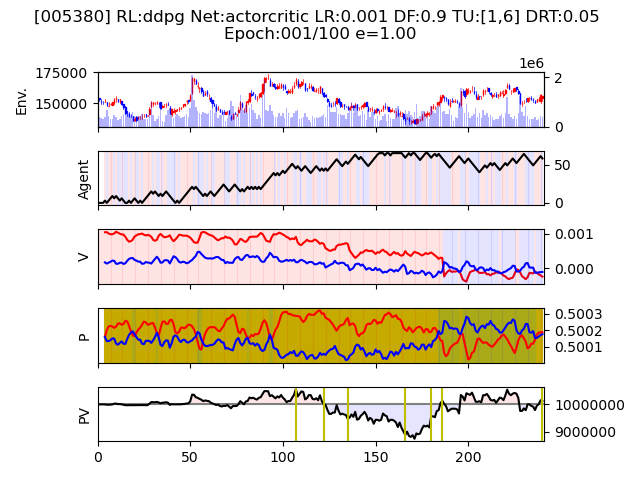 [005380] RL:ddpg Net:actorcritic LR:0.001 DF:0.9 TU:[1,6] DRT:0.05
Epoch:001/100 e=1.00
1e6
175000
150000
Env.
2
0
Agent
50
0
V
0.001
0.000
P
0.5003
0.5002
0.5001
PV
10000000
9000000
0 50 100 150 200